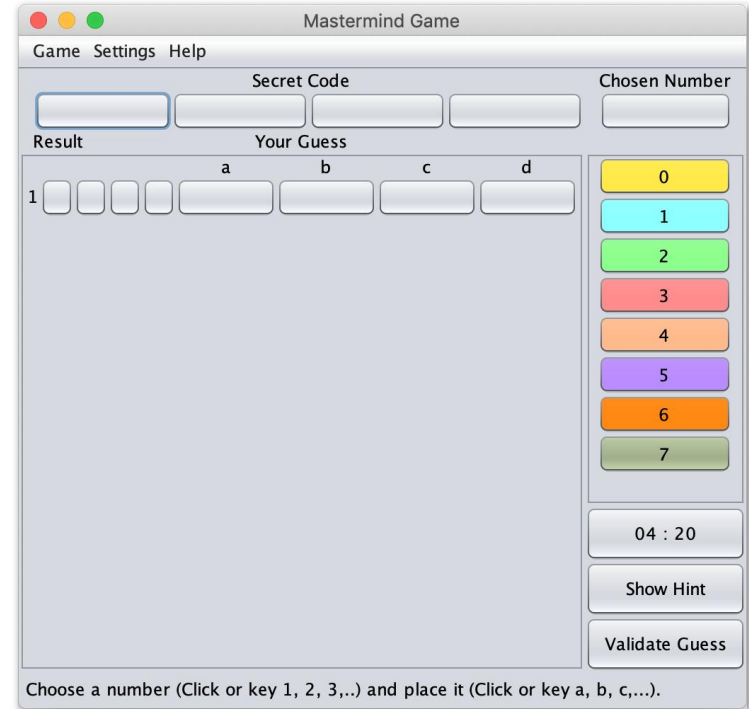 Mastermind Game
Game Settings Help
Secret Code Chosen Number
Result Your Guess
a b c d
1
0
1
2
3
4
5
6
7
04 : 20
Show Hint
Validate Guess
Choose a number (Click or key 1, 2, 3,..) and place it (Click or key a, b, c,...).